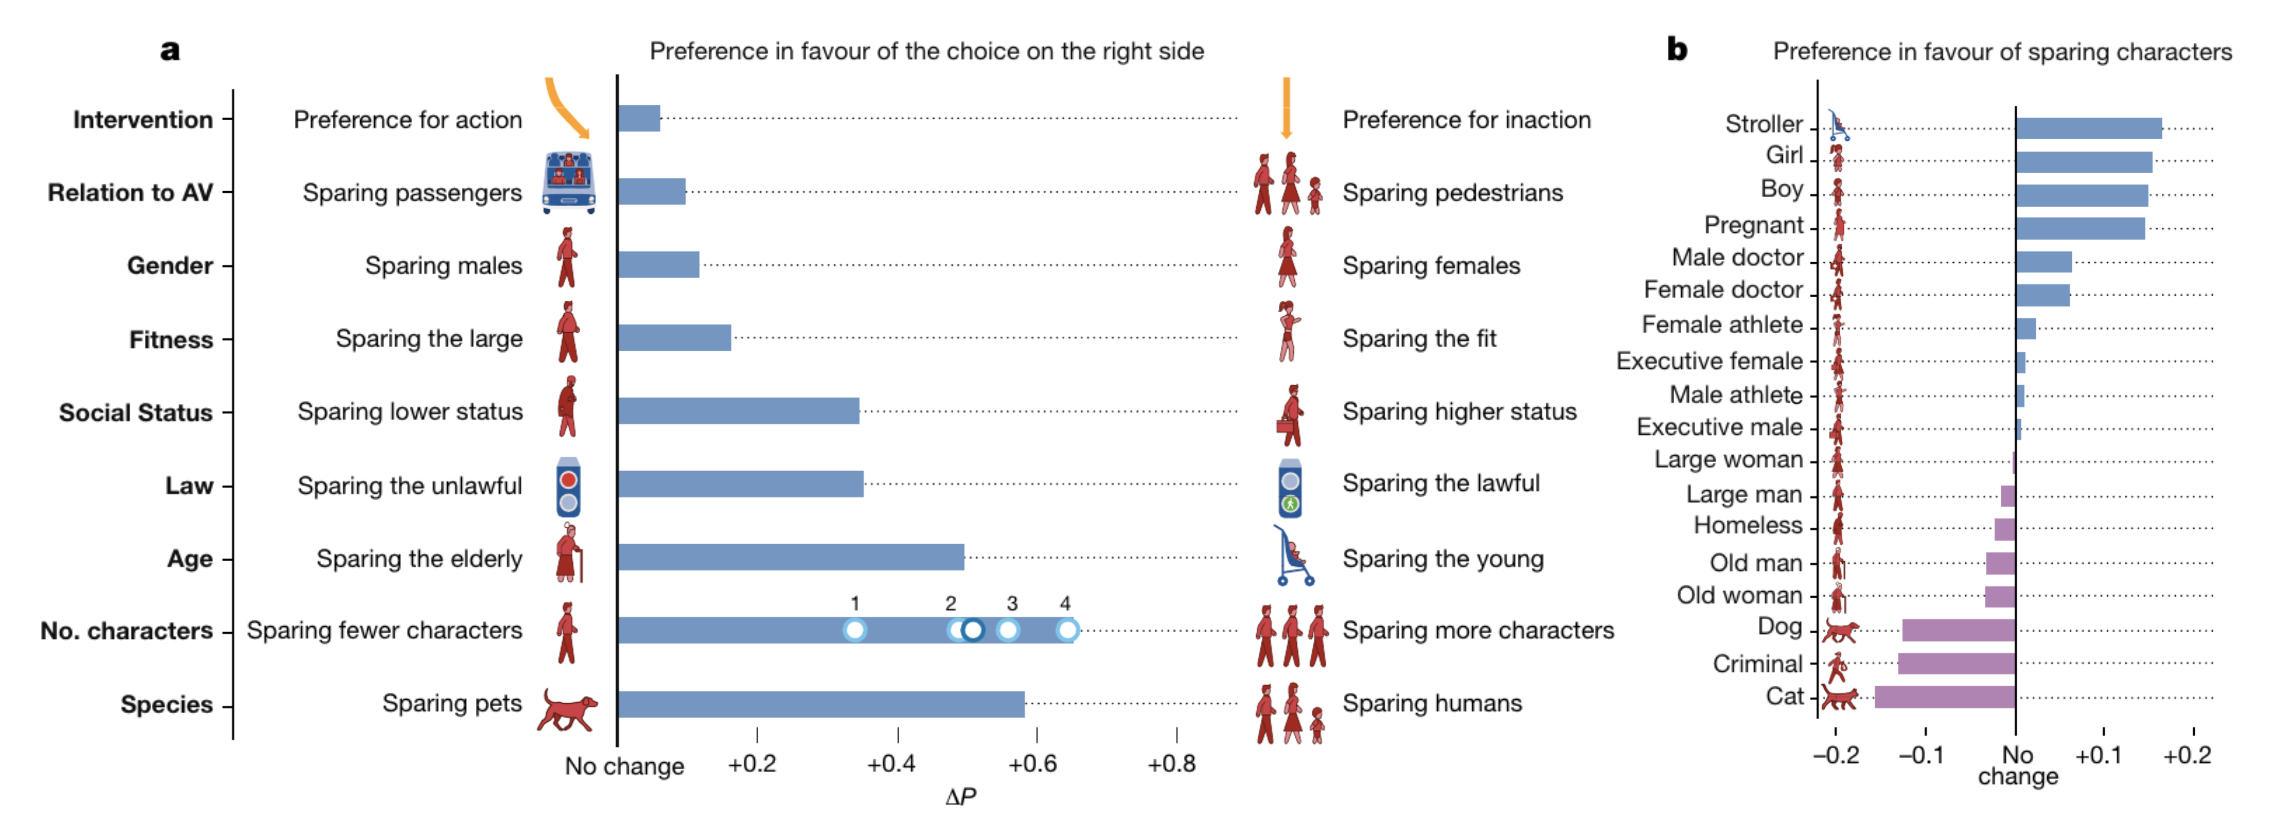 a
Preference in favour of the choice on the right side
Intervention Preference for action Preference for inaction
Relation to AV Sparing passengers Sparing pedestrians
Gender Sparing males Sparing females
Fitness Sparing the large Sparing the fit
Social Status Sparing lower status Sparing higher status
Law Sparing the unlawful Sparing the lawful
Age Sparing the elderly Sparing the young
1 2 3 4
No. characters Sparing fewer characters Sparing more characters
Species Sparing pets Sparing humans
No change +0.2 +0.4 +0.6 +0.8
ΔP
b
Preference in favour of sparing characters
Stroller
Girl
Boy
Pregnant
Male doctor
Female doctor
Female athlete
Executive female
Male athlete
Executive male
Large woman
Large man
Homeless
Old man
Old woman
Dog
Criminal
Cat
−0.2 −0.1 No +0.1 +0.2
change